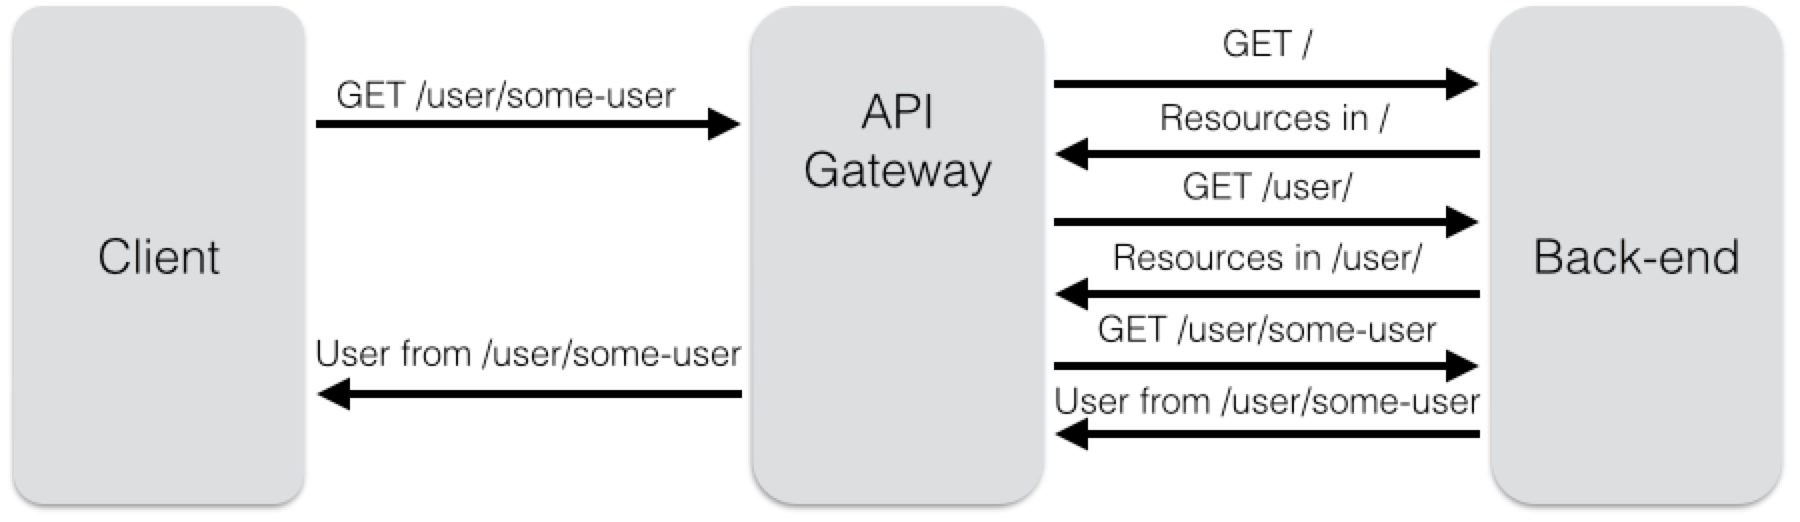 Client
GET /user/some-user
User from /user/some-user
API
Gateway
GET /
Resources in /
GET /user/
Resources in /user/
GET /user/some-user
User from /user/some-user
Back-end